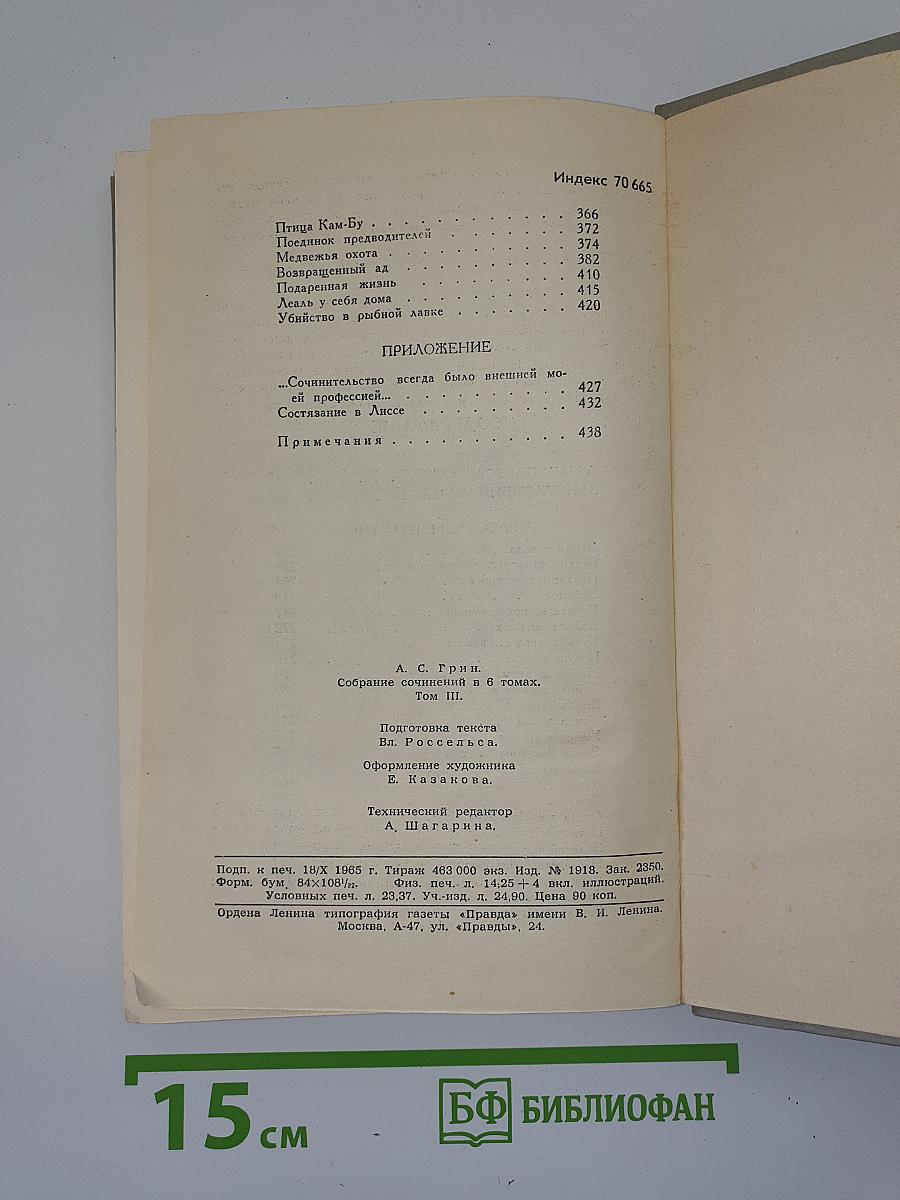 Индекс 70 665
Птица Кам-Бу . . . . . . . . . . . . 366
Поединок предводителей . . . . . . . . 372
Медвежья охота . . . . . . . . . . . 374
Возвращенный ад . . . . . . . . . . 382
Подаренная жизнь . . . . . . . . . 410
Леаль у себя дома . . . . . . . . . . 415
Убийство в рыбной лавке . . . . . . . 420
ПРИЛОЖЕНИЕ
...Сочинительство всегда было внешней мо-
ей профессией... . . . . . . . . . . 427
Состязание в Лиссе . . . . . . . . . 432
Примечания . . . . . . . . . . . 438
А. С. Грин.
Собрание сочинений в 6 томах.
Том III.
Подготовка текста
Вл. Россельса.
Оформление художника
Е. Казакова.
Технический редактор
А. Шагарина.
Подп. к печ. 18/X 1965 г. Тираж 463 000 экз. Изд. № 1918. Зак. 2350.
Форм. бум. 84×108¹/₃₂. Физ. печ. л. 14,25 + 4 вкл. иллюстраций.
Условных печ. л. 23,37. Уч.-изд. л. 24,90. Цена 90 коп.
Ордена Ленина типография газеты «Правда» имени В. И. Ленина.
Москва, А-47, ул. «Правды», 24.
15 см
БФ БИБЛИОФАН